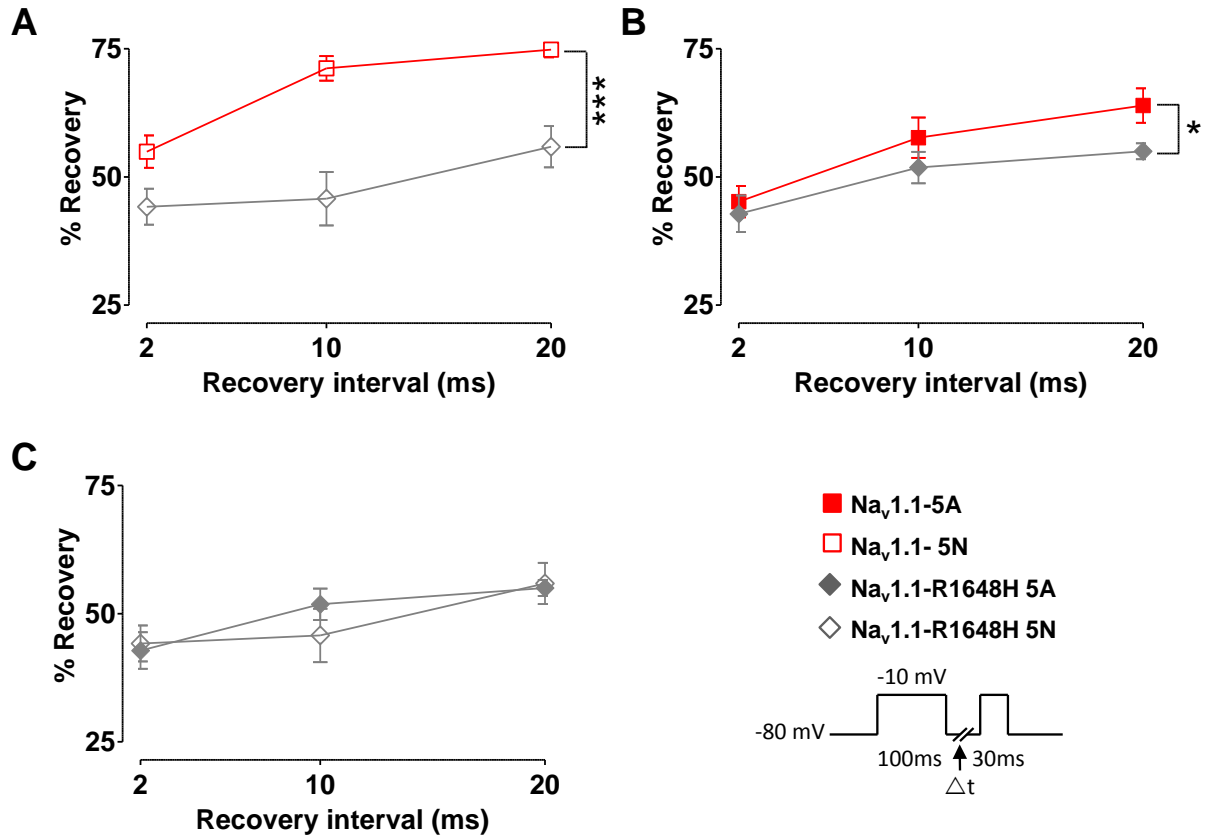 A
75
50
25
% Recovery
2 10 20
Recovery interval (ms)
***
B
75
50
25
% Recovery
2 10 20
Recovery interval (ms)
*
C
75
50
25
% Recovery
2 10 20
Recovery interval (ms)
Nav1.1-5A
Nav1.1- 5N
Nav1.1-R1648H 5A
Nav1.1-R1648H 5N
-10 mV
-80 mV
100ms 30ms
△t